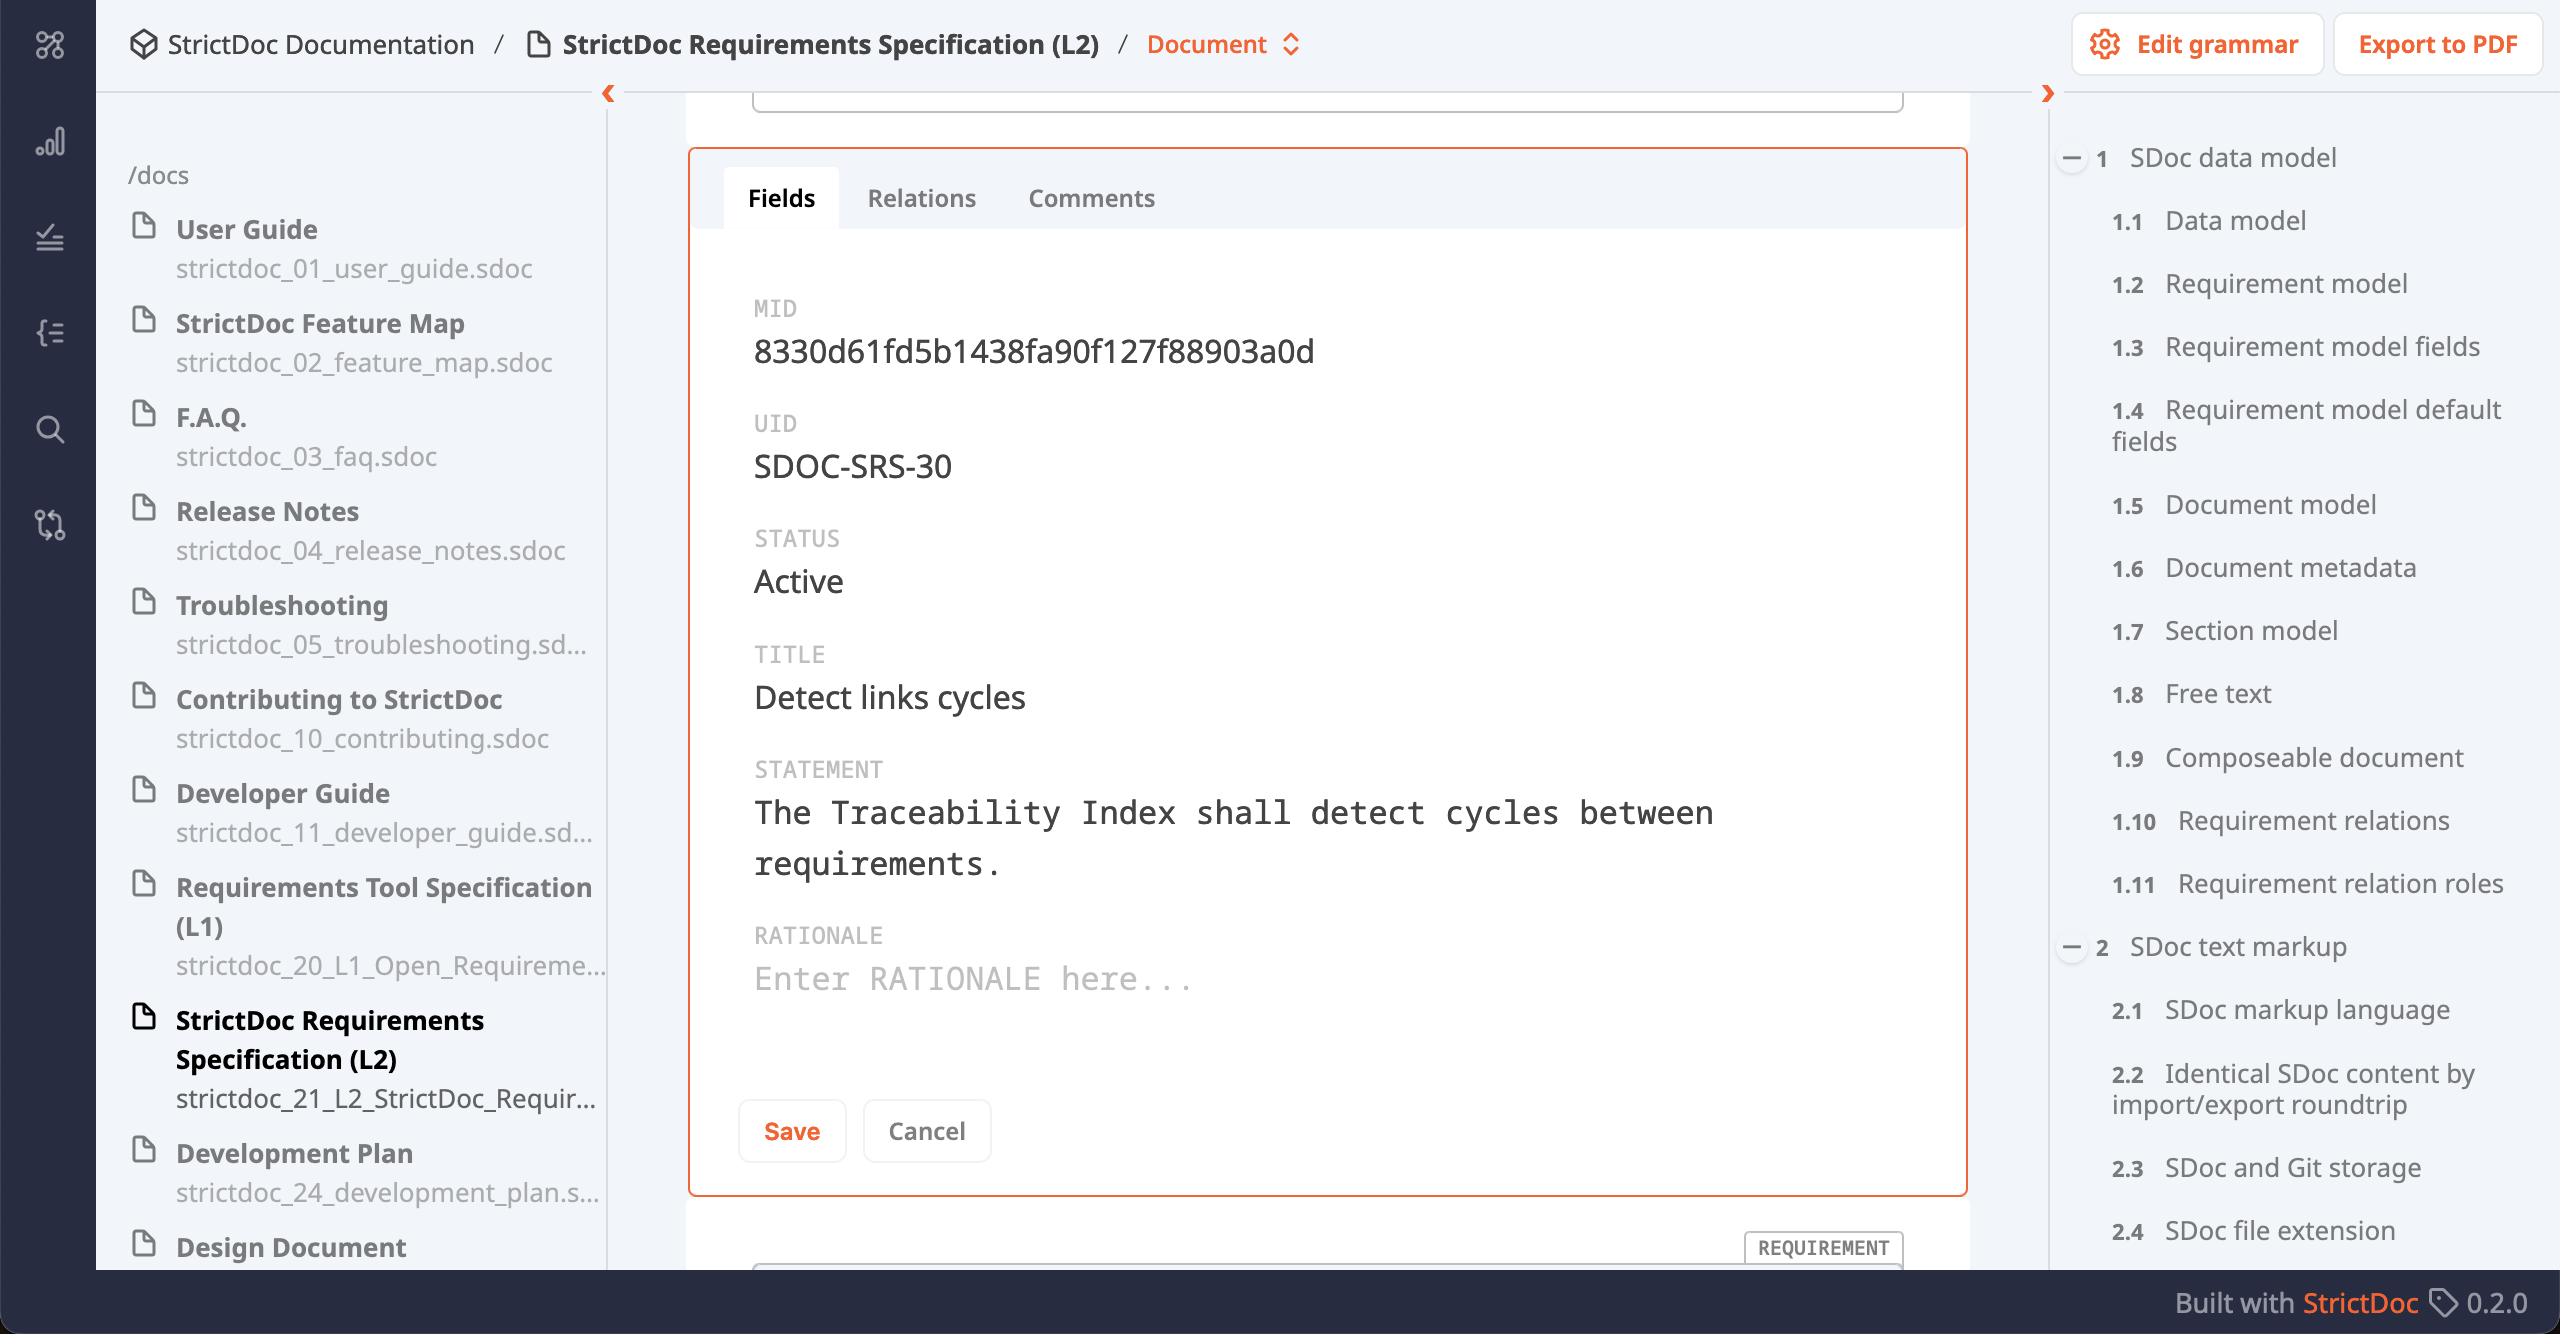 StrictDoc Documentation / StrictDoc Requirements Specification (L2) / Document
Edit grammar
Export to PDF
/docs
User Guide
strictdoc_01_user_guide.sdoc
StrictDoc Feature Map
strictdoc_02_feature_map.sdoc
F.A.Q.
strictdoc_03_faq.sdoc
Release Notes
strictdoc_04_release_notes.sdoc
Troubleshooting
strictdoc_05_troubleshooting.sd...
Contributing to StrictDoc
strictdoc_10_contributing.sdoc
Developer Guide
strictdoc_11_developer_guide.sd...
Requirements Tool Specification
(L1)
strictdoc_20_L1_Open_Requireme...
StrictDoc Requirements
Specification (L2)
strictdoc_21_L2_StrictDoc_Requir...
Development Plan
strictdoc_24_development_plan.s...
Design Document
Fields
Relations
Comments
MID
8330d61fd5b1438fa90f127f88903a0d
UID
SDOC-SRS-30
STATUS
Active
TITLE
Detect links cycles
STATEMENT
The Traceability Index shall detect cycles between
requirements.
RATIONALE
Enter RATIONALE here...
Save
Cancel
REQUIREMENT
1 SDoc data model
1.1 Data model
1.2 Requirement model
1.3 Requirement model fields
1.4 Requirement model default
fields
1.5 Document model
1.6 Document metadata
1.7 Section model
1.8 Free text
1.9 Composeable document
1.10 Requirement relations
1.11 Requirement relation roles
2 SDoc text markup
2.1 SDoc markup language
2.2 Identical SDoc content by
import/export roundtrip
2.3 SDoc and Git storage
2.4 SDoc file extension
Built with StrictDoc 0.2.0